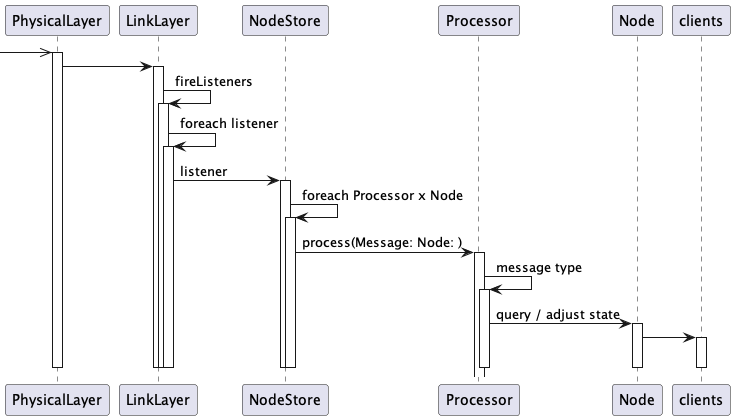 PhysicalLayer LinkLayer NodeStore Processor Node clients
fireListeners
foreach listener
listener
foreach Processor x Node
process(Message: Node: )
message type
query / adjust state
PhysicalLayer LinkLayer NodeStore Processor Node clients